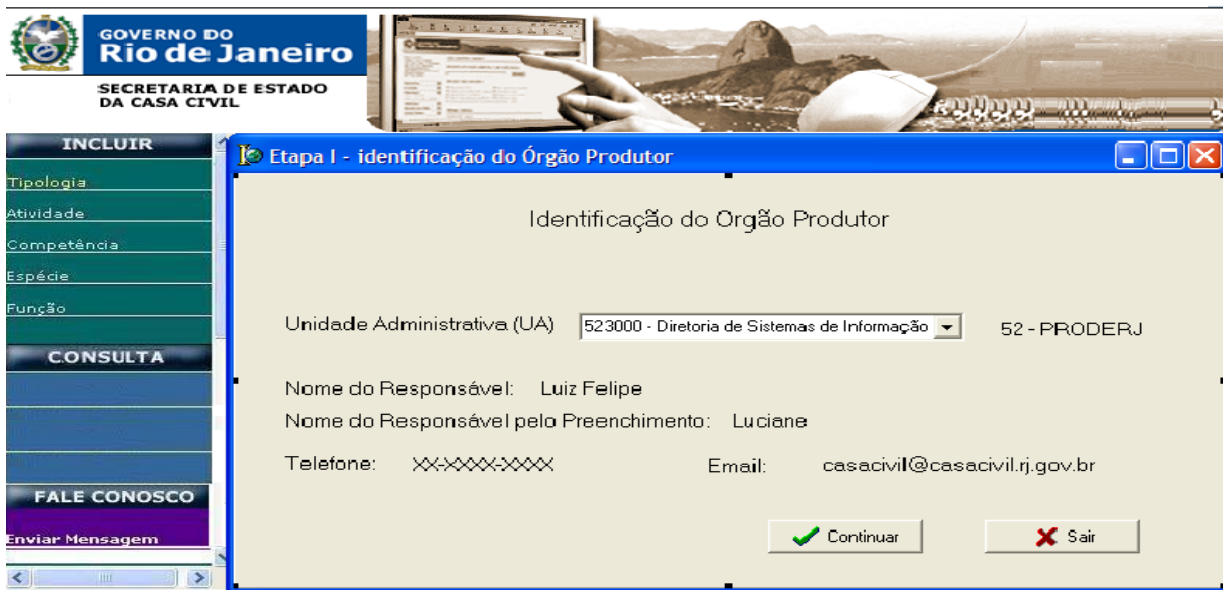 GOVERNO DO
Rio de Janeiro
SECRETARIA DE ESTADO
DA CASA CIVIL
INCLUIR
Tipologia
Atividade
Competência
Espécie
Função
CONSULTA
FALE CONOSCO
Enviar Mensagem
Etapa I - identificação do Órgão Produtor
Identificação do Orgão Produtor
Unidade Administrativa (UA) 523000 - Diretoria de Sistemas de Informação 52 - PRODERJ
Nome do Responsável: Luiz Felipe
Nome do Responsável pelo Preenchimento: Luciane
Telefone: XX-XXXX-XXXX Email: casacivil@casacivil.rj.gov.br
Continuar Sair